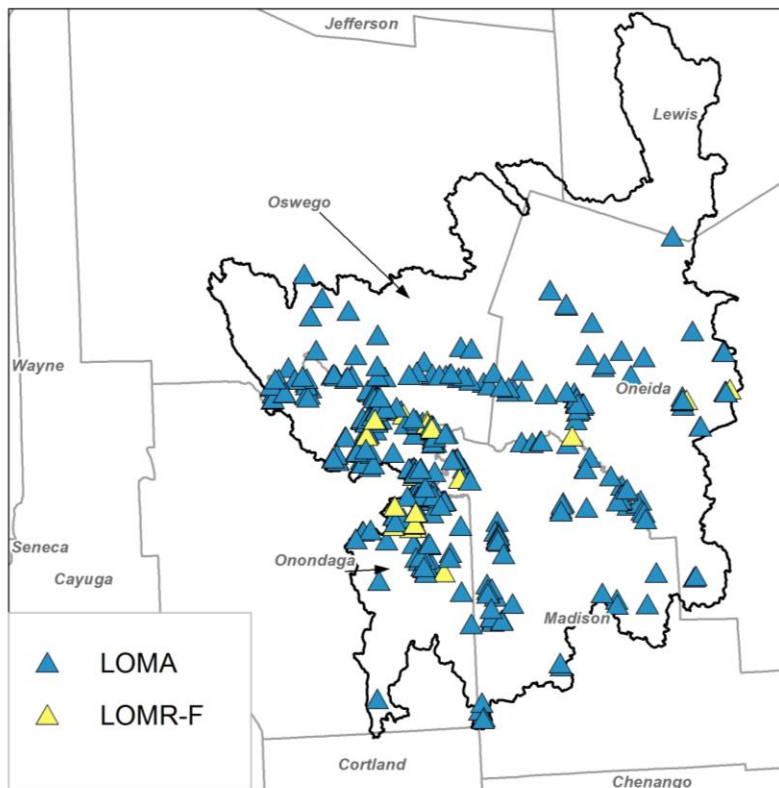 Jefferson
Lewis
Oswego
Wayne
Oneida
Seneca
Cayuga
Onondaga
Madison
LOMA
LOMR-F
Cortland
Chenango